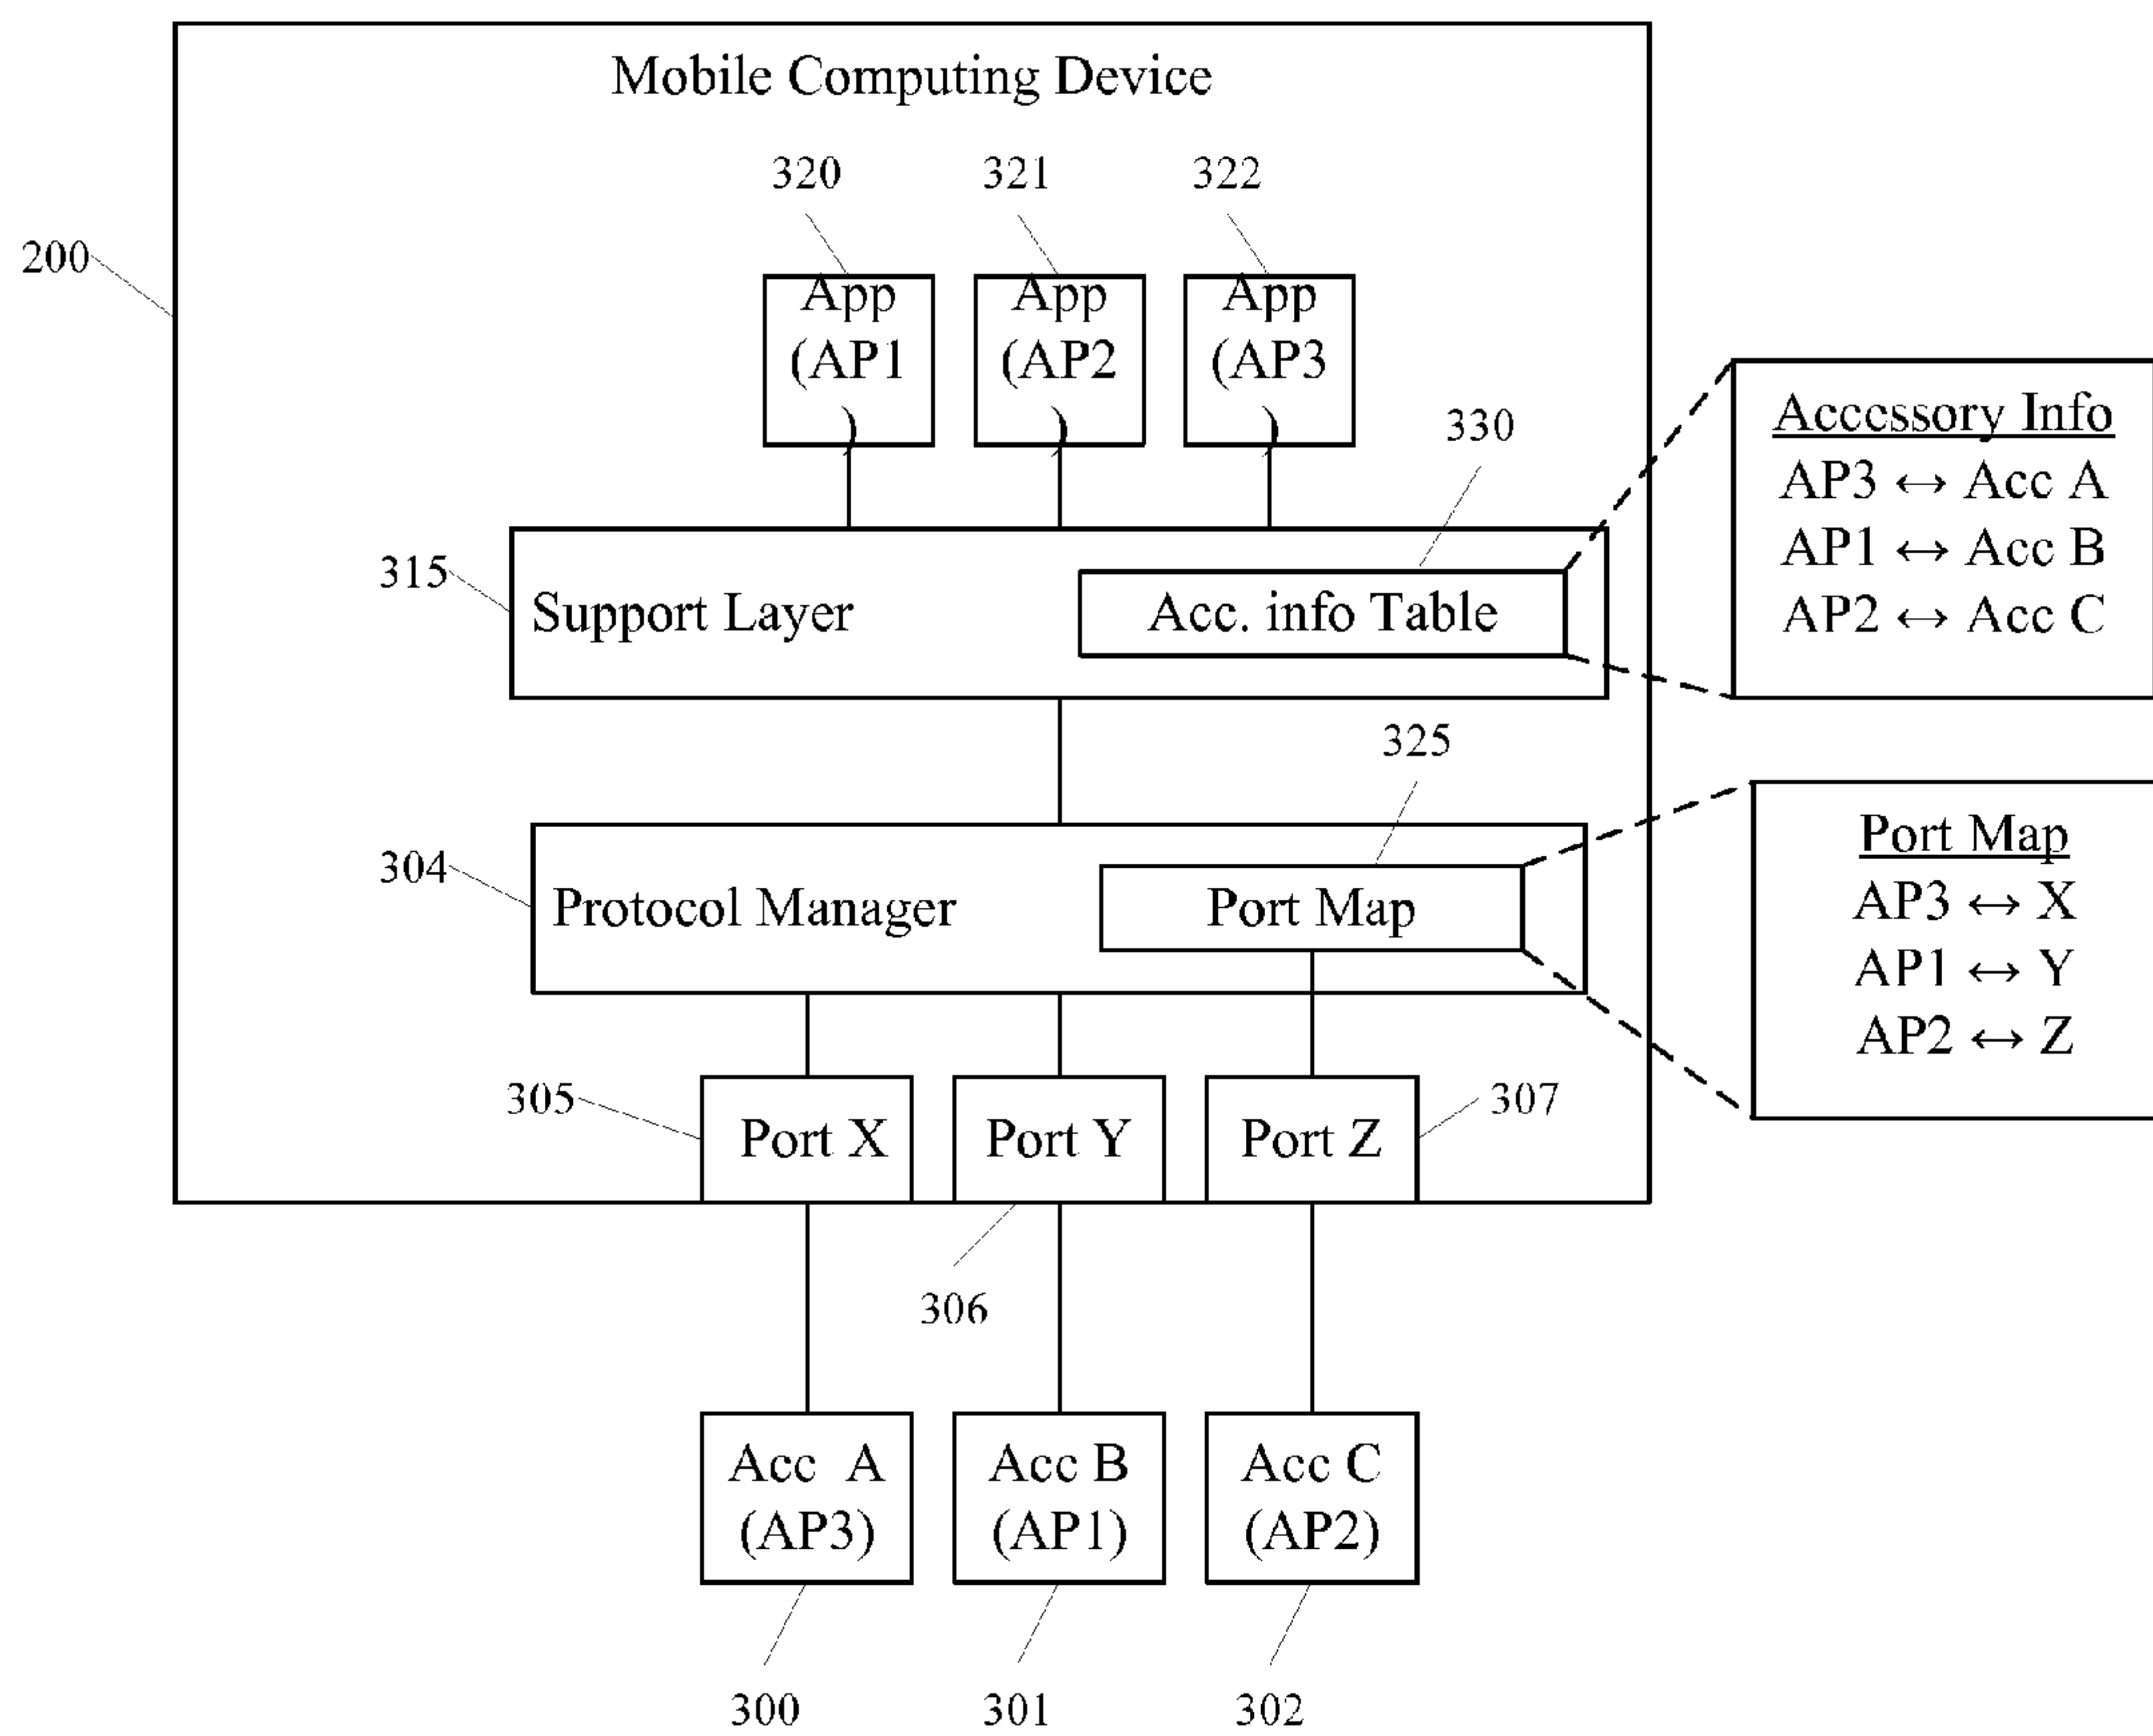 Mobile Computing Device
320
321
322
200
App
(AP1
)
App
(AP2
)
App
(AP3
)
330
Accessory Info
AP3 ↔ Acc A
AP1 ↔ Acc B
AP2 ↔ Acc C
315
Support Layer
Acc. info Table
325
304
Protocol Manager
Port Map
Port Map
AP3 ↔ X
AP1 ↔ Y
AP2 ↔ Z
305
Port X
Port Y
Port Z
307
306
Acc A
(AP3)
Acc B
(AP1)
Acc C
(AP2)
300
301
302